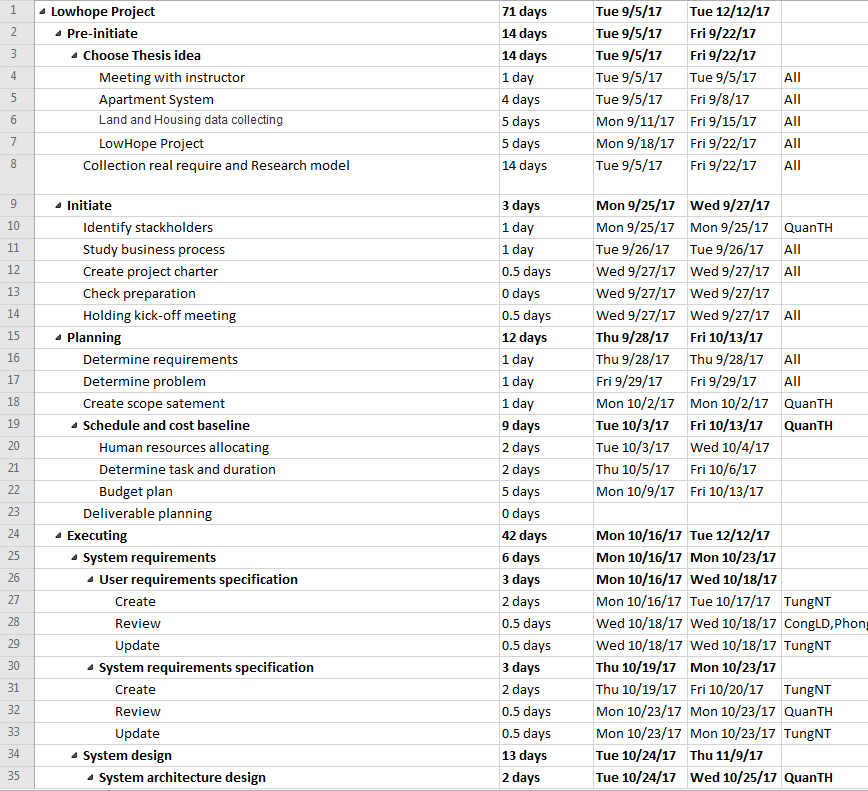 1 Lowhope Project 71 days Tue 9/5/17 Tue 12/12/17
2 Pre-initiate 14 days Tue 9/5/17 Fri 9/22/17
3 Choose Thesis idea 14 days Tue 9/5/17 Fri 9/22/17
4 Meeting with instructor 1 day Tue 9/5/17 Tue 9/5/17 All
5 Apartment System 4 days Tue 9/5/17 Fri 9/8/17 All
6 Land and Housing data collecting 5 days Mon 9/11/17 Fri 9/15/17 All
7 LowHope Project 5 days Mon 9/18/17 Fri 9/22/17 All
8 Collection real require and Research model 14 days Tue 9/5/17 Fri 9/22/17 All
9 Initiate 3 days Mon 9/25/17 Wed 9/27/17
10 Identify stackholders 1 day Mon 9/25/17 Mon 9/25/17 QuanTH
11 Study business process 1 day Tue 9/26/17 Tue 9/26/17 All
12 Create project charter 0.5 days Wed 9/27/17 Wed 9/27/17 All
13 Check preparation 0 days Wed 9/27/17 Wed 9/27/17
14 Holding kick-off meeting 0.5 days Wed 9/27/17 Wed 9/27/17 All
15 Planning 12 days Thu 9/28/17 Fri 10/13/17
16 Determine requirements 1 day Thu 9/28/17 Thu 9/28/17 All
17 Determine problem 1 day Fri 9/29/17 Fri 9/29/17 All
18 Create scope satement 1 day Mon 10/2/17 Mon 10/2/17 QuanTH
19 Schedule and cost baseline 9 days Tue 10/3/17 Fri 10/13/17 QuanTH
20 Human resources allocating 2 days Tue 10/3/17 Wed 10/4/17
21 Determine task and duration 2 days Thu 10/5/17 Fri 10/6/17
22 Budget plan 5 days Mon 10/9/17 Fri 10/13/17
23 Deliverable planning 0 days
24 Executing 42 days Mon 10/16/17 Tue 12/12/17
25 System requirements 6 days Mon 10/16/17 Mon 10/23/17
26 User requirements specification 3 days Mon 10/16/17 Wed 10/18/17
27 Create 2 days Mon 10/16/17 Tue 10/17/17 TungNT
28 Review 0.5 days Wed 10/18/17 Wed 10/18/17 CongLD,Phong
29 Update 0.5 days Wed 10/18/17 Wed 10/18/17 TungNT
30 System requirements specification 3 days Thu 10/19/17 Mon 10/23/17
31 Create 2 days Thu 10/19/17 Fri 10/20/17 TungNT
32 Review 0.5 days Mon 10/23/17 Mon 10/23/17 QuanTH
33 Update 0.5 days Mon 10/23/17 Mon 10/23/17 TungNT
34 System design 13 days Tue 10/24/17 Thu 11/9/17
35 System architecture design 2 days Tue 10/24/17 Wed 10/25/17 QuanTH